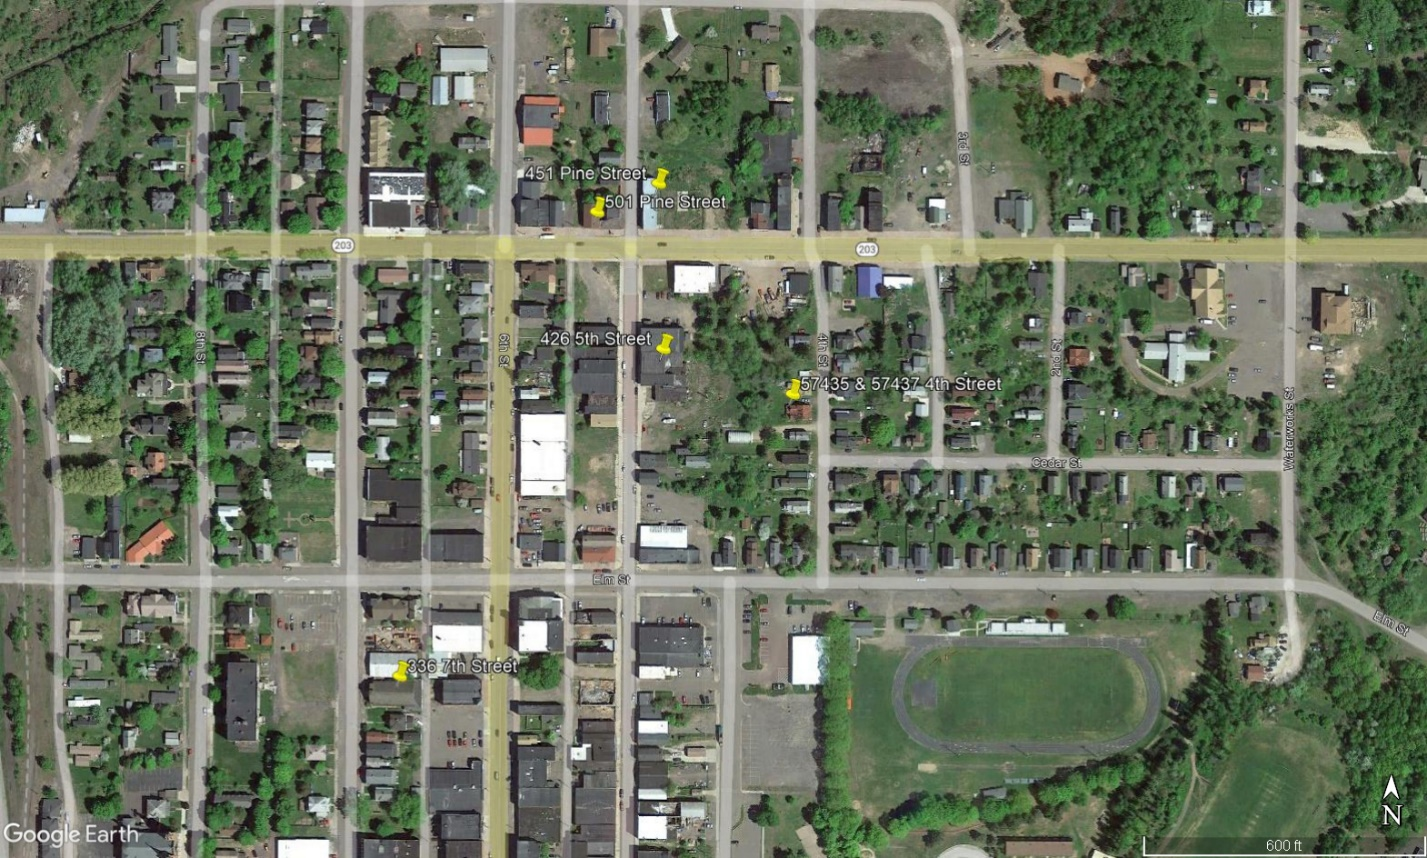 3rd St
451 Pine Street
501 Pine Street
203
203
8th St
6th St
426 5th Street
4th St
2nd St
57435 & 57437 4th Street
Waterworks St
Cedar St
Elm St
Elm St
336 7th Street
N
Google Earth
600 ft